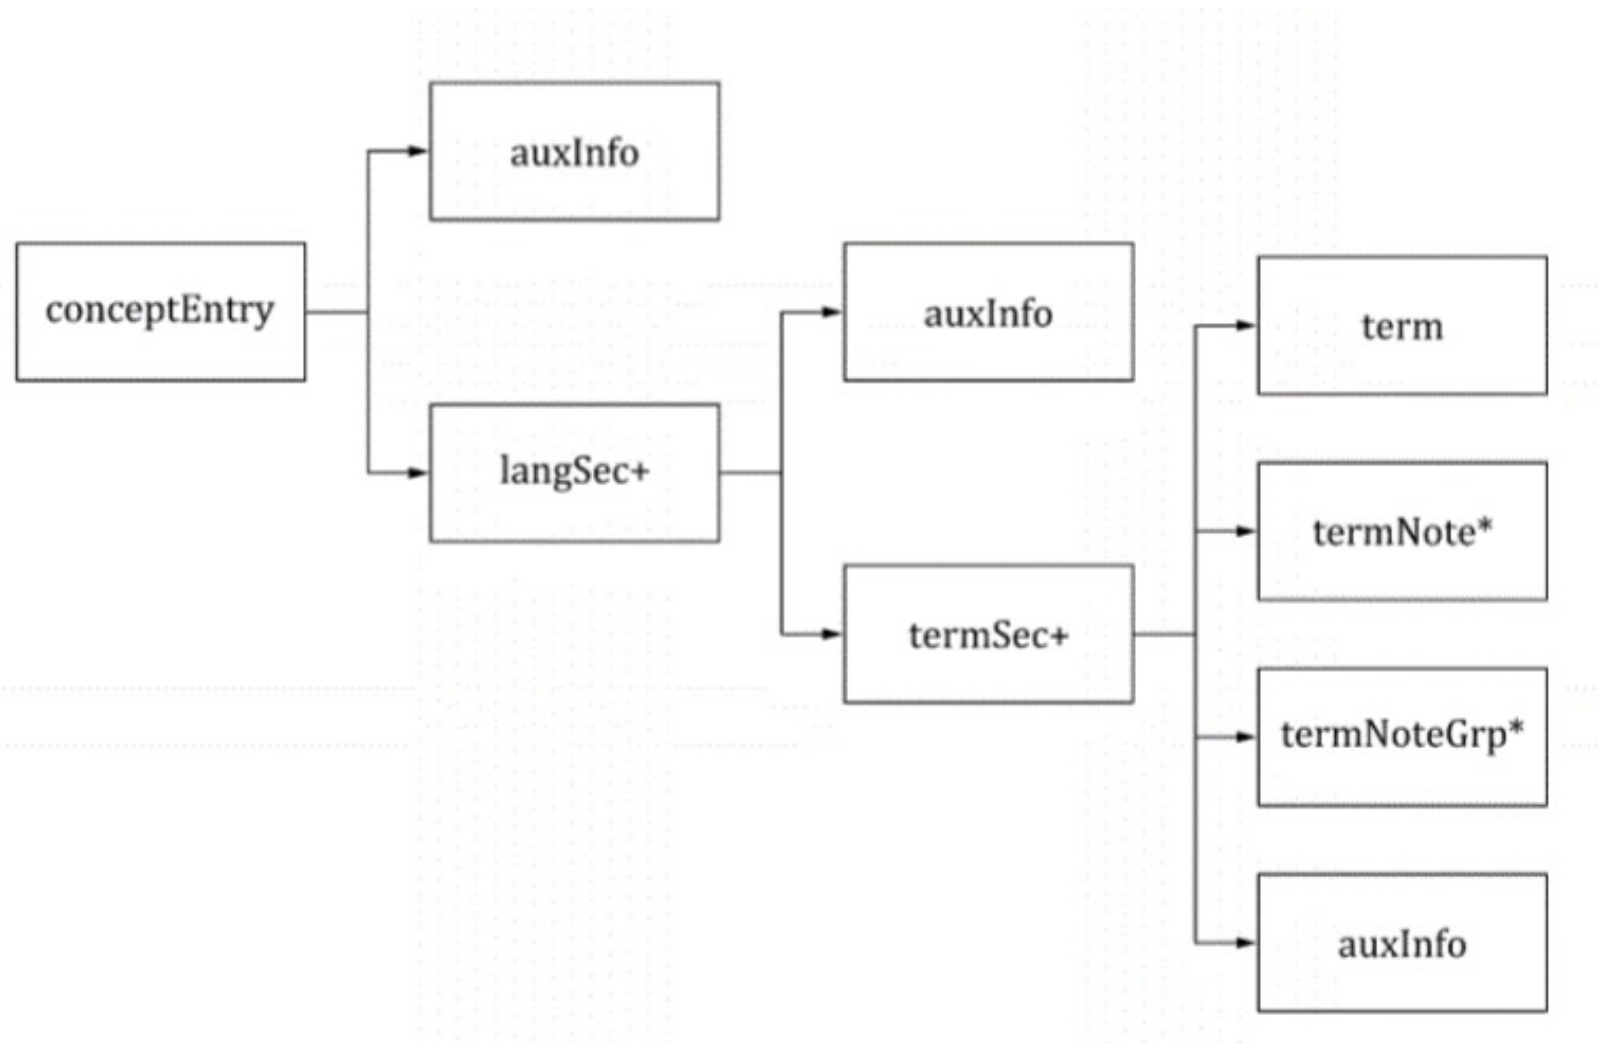 auxInfo
conceptEntry
langSec+
auxInfo
termSec+
term
termNote*
termNoteGrp*
auxInfo